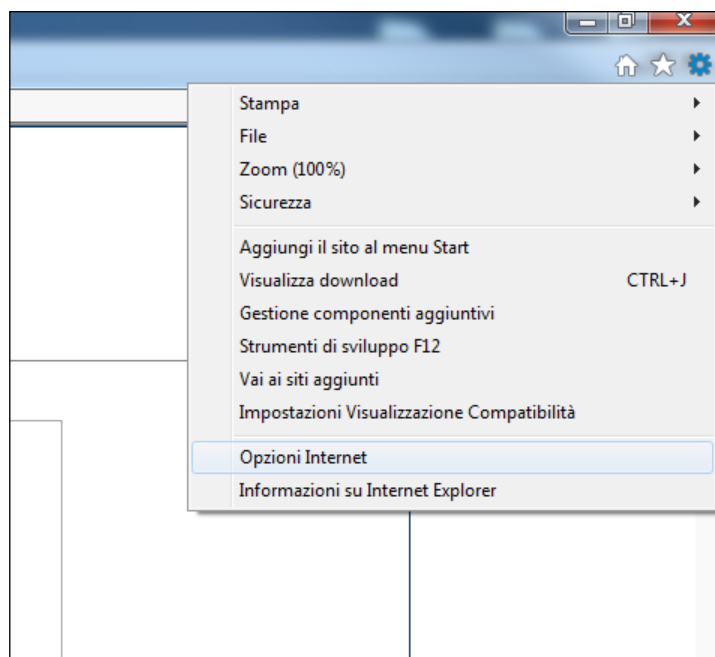 Stampa
File
Zoom (100%)
Sicurezza
Aggiungi il sito al menu Start
Visualizza download CTRL+J
Gestione componenti aggiuntivi
Strumenti di sviluppo F12
Vai ai siti aggiunti
Impostazioni Visualizzazione Compatibilità
Opzioni Internet
Informazioni su Internet Explorer